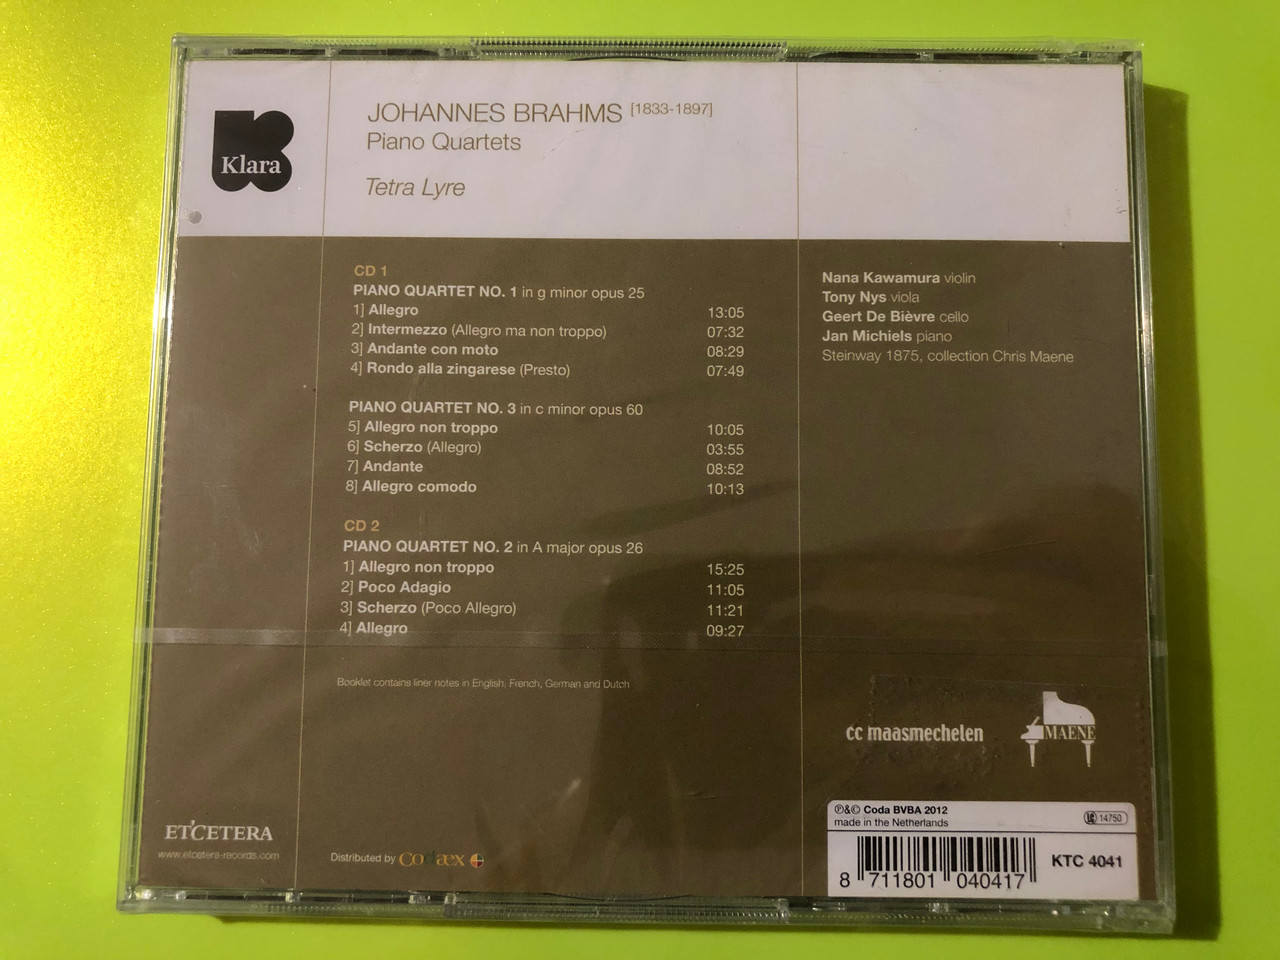 Klara
JOHANNES BRAHMS [1833-1897]
Piano Quartets
Tetra Lyre
CD 1
PIANO QUARTET NO. 1 in g minor opus 25
1] Allegro 13:05
2] Intermezzo (Allegro ma non troppo) 07:32
3] Andante con moto 08:29
4] Rondo alla zingarese (Presto) 07:49
PIANO QUARTET NO. 3 in c minor opus 60
5] Allegro non troppo 10:05
6] Scherzo (Allegro) 03:55
7] Andante 08:52
8] Allegro comodo 10:13
CD 2
PIANO QUARTET NO. 2 in A major opus 26
1] Allegro non troppo 15:25
2] Poco Adagio 11:05
3] Scherzo (Poco Allegro) 11:21
4] Allegro 09:27
Booklet contains liner notes in English, French, German and Dutch
Nana Kawamura violin
Tony Nys viola
Geert De Bièvre cello
Jan Michiels piano
Steinway 1875, collection Chris Maene
cc maasmechelen
MAENE
ET'CETERA
www.etcetera-records.com
Distributed by Codaex
℗&© Coda BVBA 2012
made in the Netherlands
LC 14750
KTC 4041
8 711801 040417